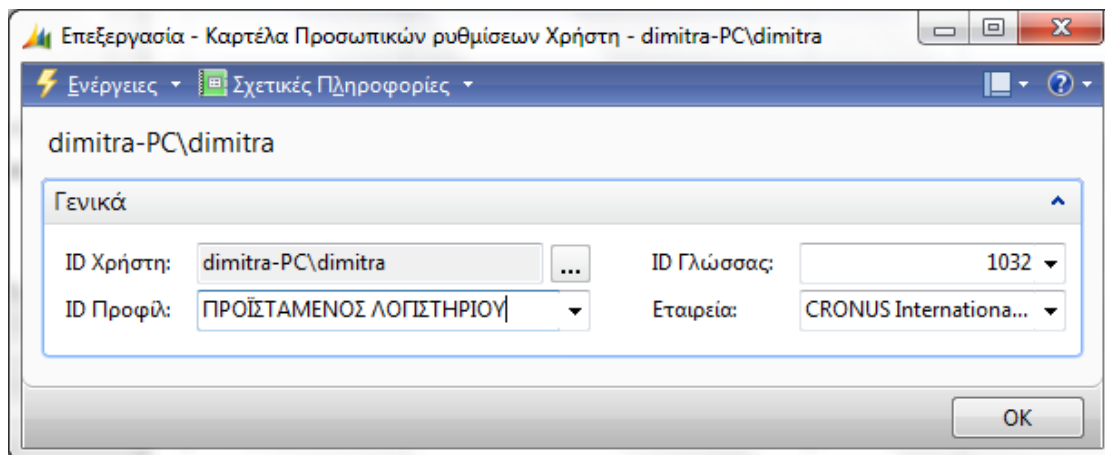 Επεξεργασία - Καρτέλα Προσωπικών ρυθμίσεων Χρήστη - dimitra-PC\dimitra
Ενέργειες Σχετικές Πληροφορίες
dimitra-PC\dimitra
Γενικά
ID Χρήστη: dimitra-PC\dimitra ... ID Γλώσσας: 1032
ID Προφίλ: ΠΡΟΪΣΤΑΜΕΝΟΣ ΛΟΓΙΣΤΗΡΙΟΥ Εταιρεία: CRONUS Internationa...
OK